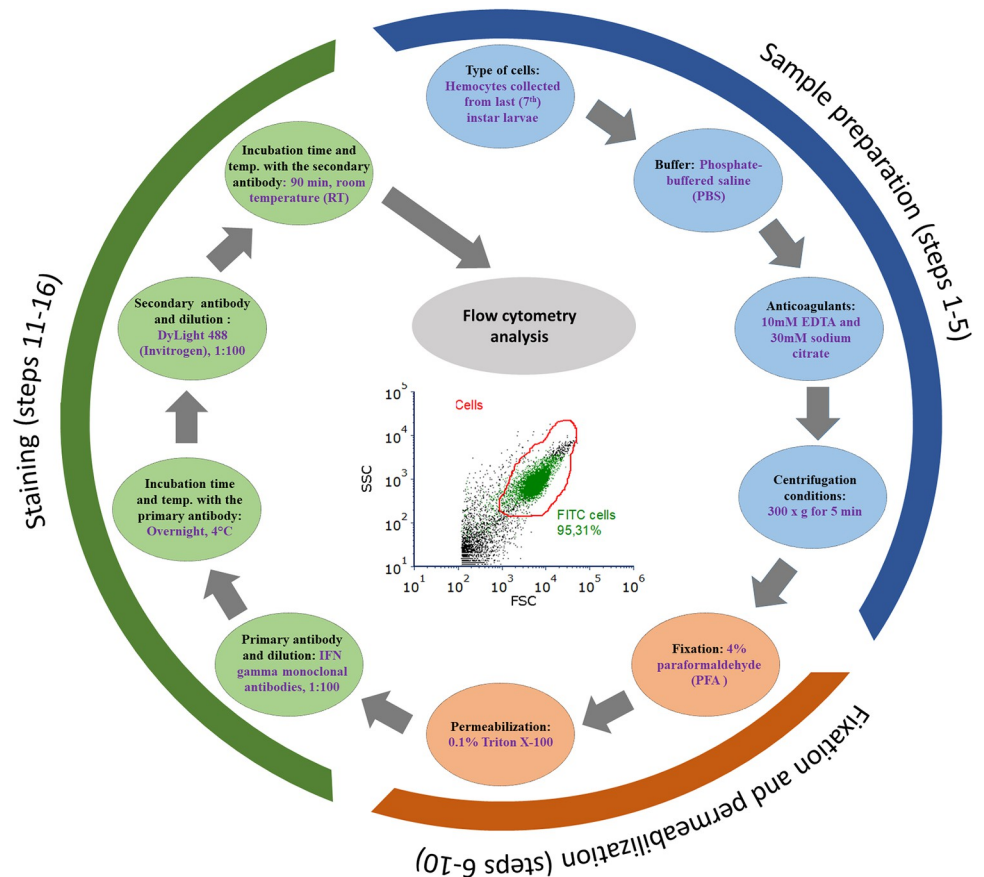 Sample preparation (steps 1-5)
Type of cells:
Hemocytes collected
from last (7th)
instar larvae
Buffer: Phosphate-
buffered saline
(PBS)
Anticoagulants:
10mM EDTA and
30mM sodium
citrate
Centrifugation
conditions:
300 x g for 5 min
Fixation and permeabilization (steps 6-10)
Fixation: 4%
paraformaldehyde
(PFA )
Permeabilization:
0.1% Triton X-100
Staining (steps 11-16)
Primary antibody
and dilution: IFN
gamma monoclonal
antibodies, 1:100
Incubation time
and temp. with the
primary antibody:
Overnight, 4°C
Secondary antibody
and dilution :
DyLight 488
(Invitrogen), 1:100
Incubation time and
temp. with the secondary
antibody: 90 min, room
temperature (RT)
Flow cytometry
analysis
Cells
FITC cells
95,31%
SSC
10^5
10^4
10^3
10^2
10^1
10^1 10^2 10^3 10^4 10^5 10^6
FSC